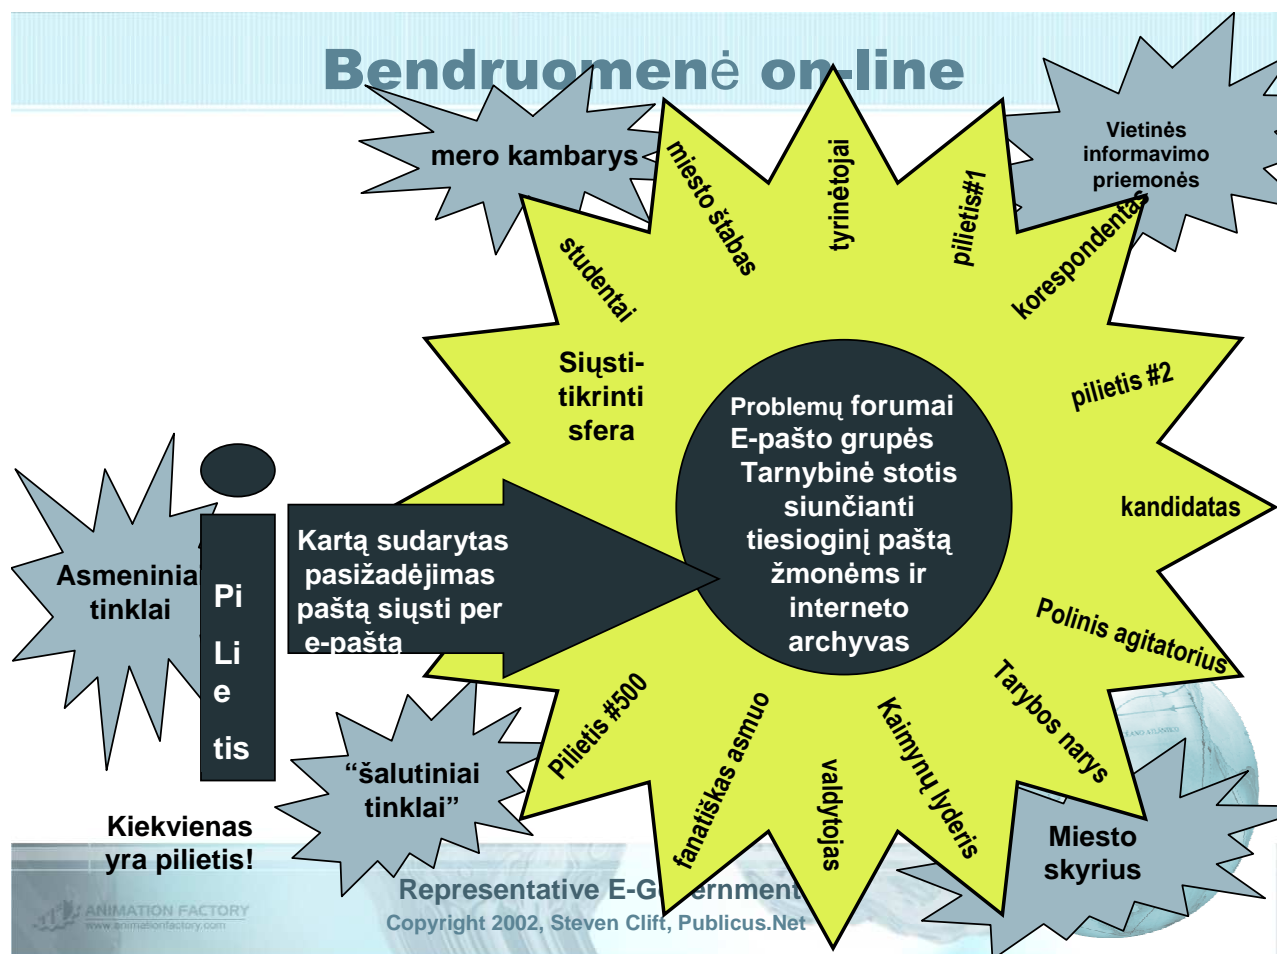 Bendruomenė on-line
mero kambarys
Vietinės
informavimo
priemonės
studentai
miesto štabas
tyrinėtojai
pilietis#1
korespondentas
pilietis #2
kandidatas
Polinis agitatorius
Tarybos narys
Kaimynų lyderis
valdytojas
fanatiškas asmuo
Pilietis #500
Siųsti-
tikrinti
sfera
Problemų forumai
E-pašto grupės
Tarnybinė stotis
siunčianti
tiesioginį paštą
žmonėms ir
interneto
archyvas
Kartą sudarytas
pasižadėjimas
paštą siųsti per
e-paštą
Asmeninia
tinklai
Pi
Li
e
tis
“šalutiniai
tinklai”
Kiekvienas
yra pilietis!
Miesto
skyrius
Representative E-G ernment
Copyright 2002, Steven Clift, Publicus.Net
ANIMATION FACTORY
www.animationfactory.com